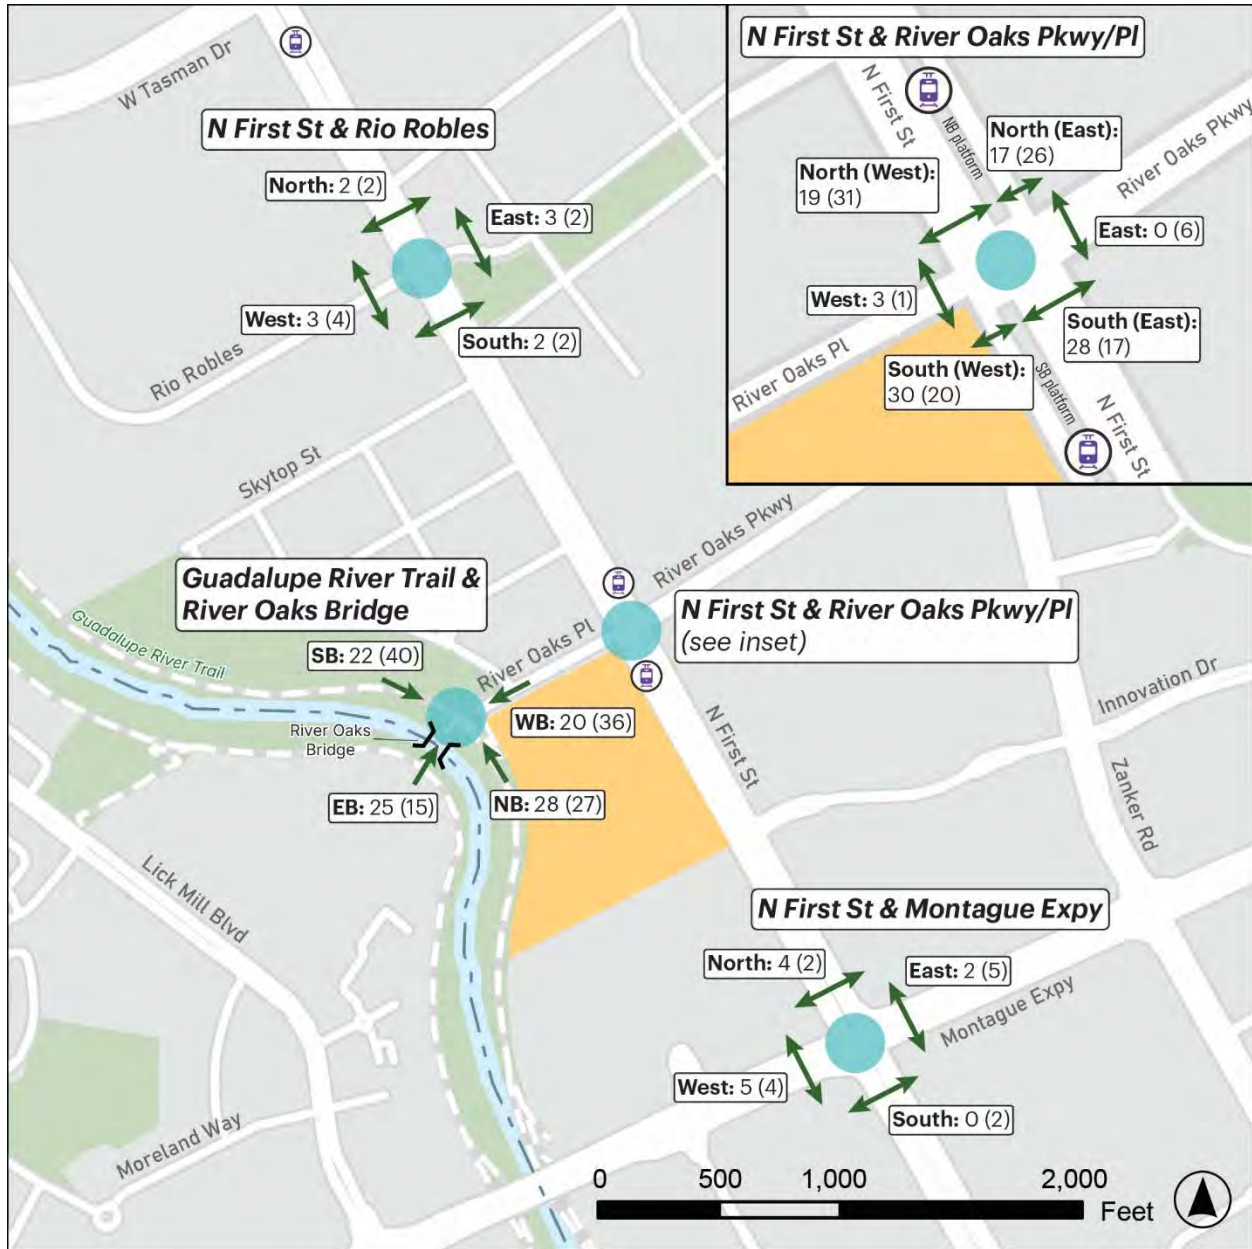 W Tasman Dr
N First St & Rio Robles
North: 2 (2)
East: 3 (2)
West: 3 (4)
South: 2 (2)
Rio Robles
N First St & River Oaks Pkwy/Pl
N First St
NB platform
North (East):
17 (26)
River Oaks Pkwy
North (West):
19 (31)
East: 0 (6)
West: 3 (1)
South (East):
28 (17)
River Oaks Pl
South (West):
30 (20)
SB platform
N First St
Skytop St
River Oaks Pkwy
Guadalupe River Trail &
River Oaks Bridge
Guadalupe River Trail
N First St & River Oaks Pkwy/Pl
(see inset)
SB: 22 (40)
River Oaks Pl
WB: 20 (36)
River Oaks
Bridge
EB: 25 (15)
NB: 28 (27)
N First St
Innovation Dr
Zanker Rd
Lick Mill Blvd
N First St & Montague Expy
North: 4 (2)
East: 2 (5)
Montague Expy
West: 5 (4)
South: 0 (2)
Moreland Way
0 500 1,000 2,000
Feet